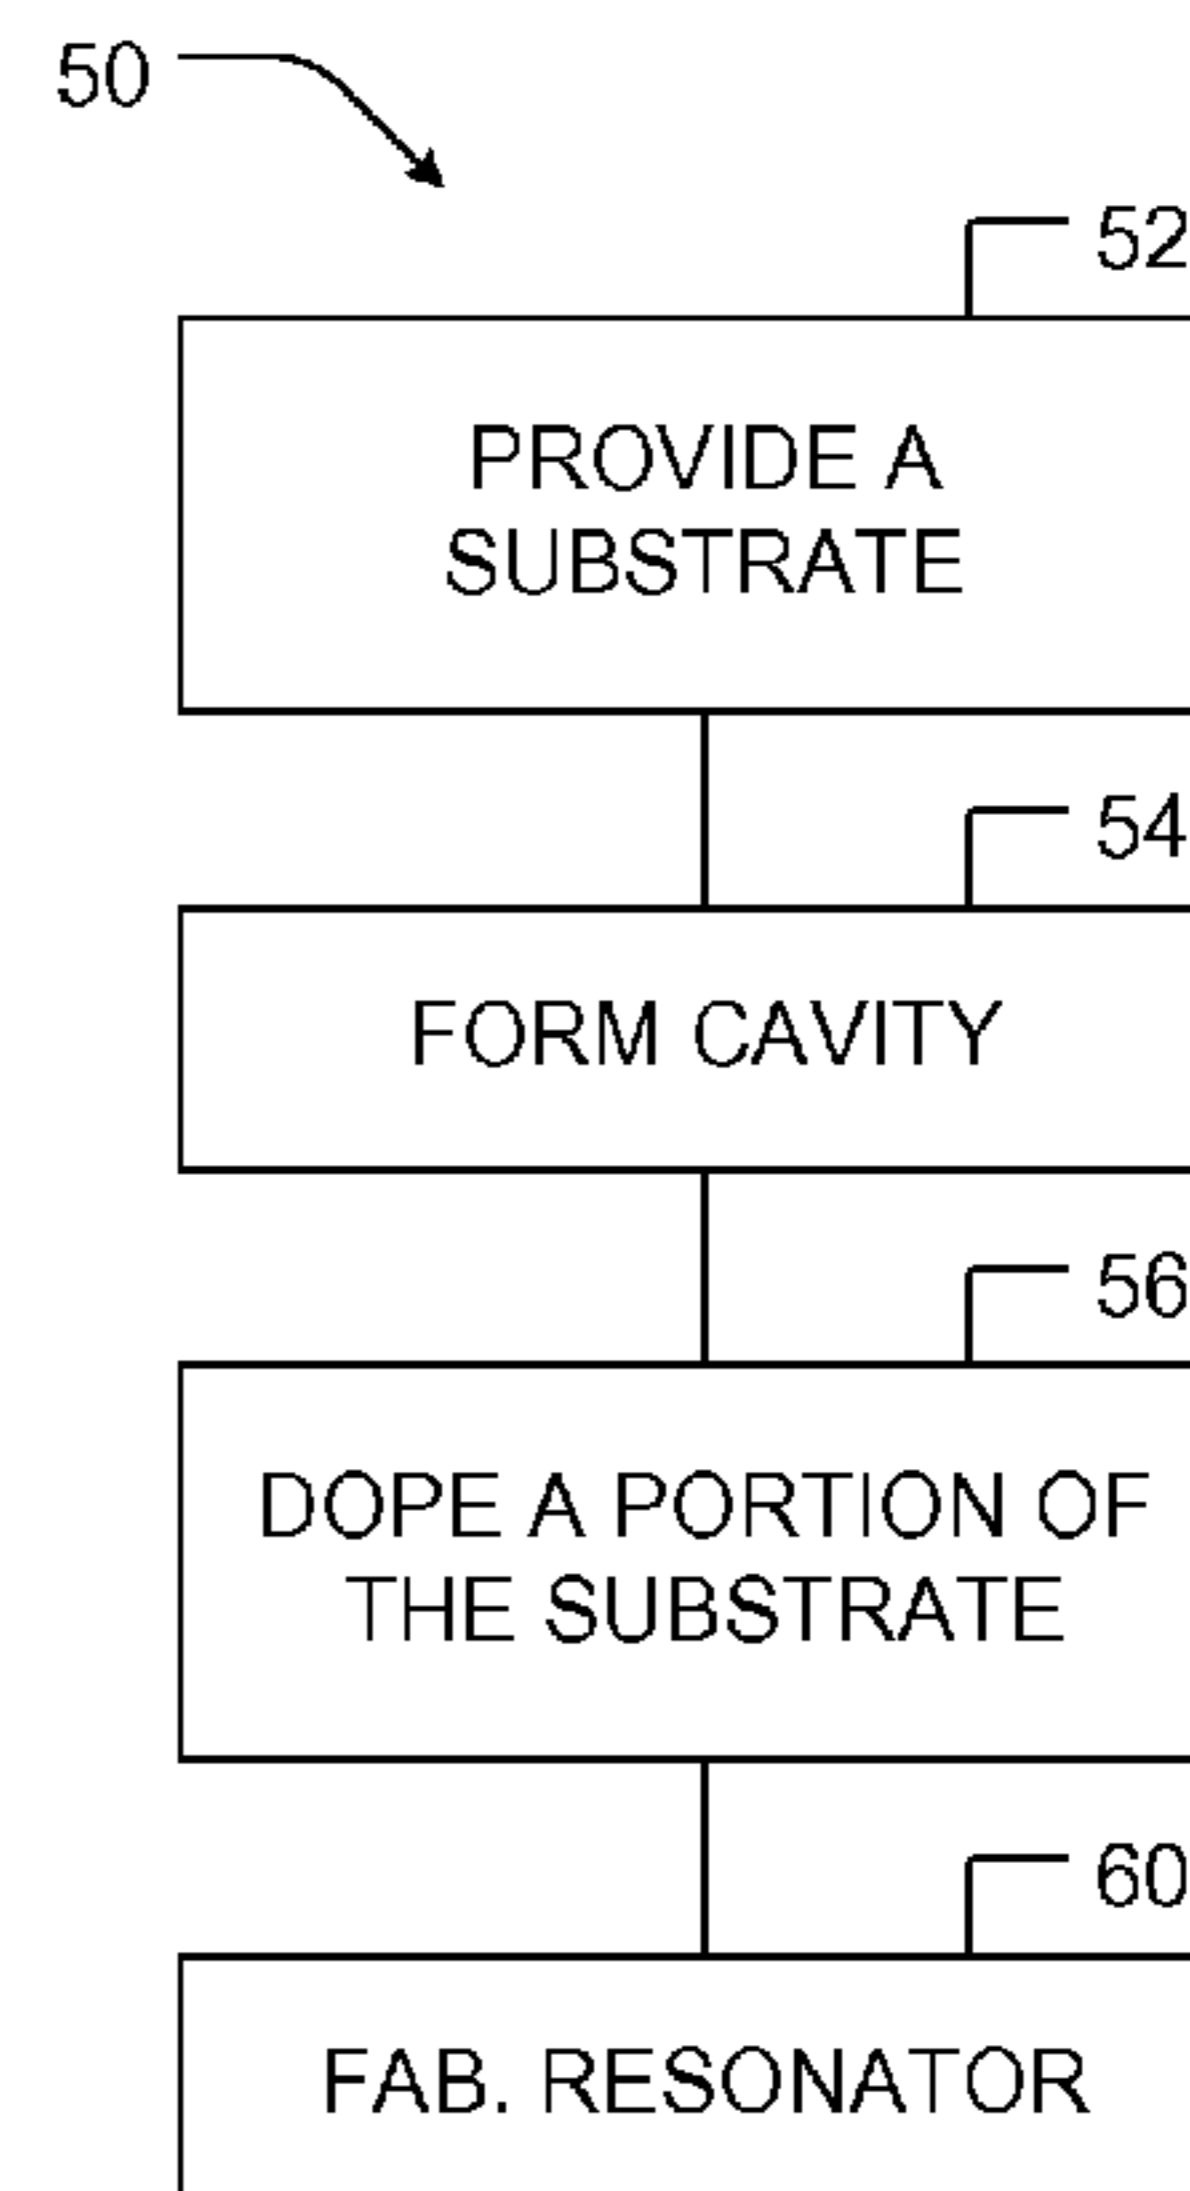 50
52
PROVIDE A
SUBSTRATE
54
FORM CAVITY
56
DOPE A PORTION OF
THE SUBSTRATE
60
FAB. RESONATOR